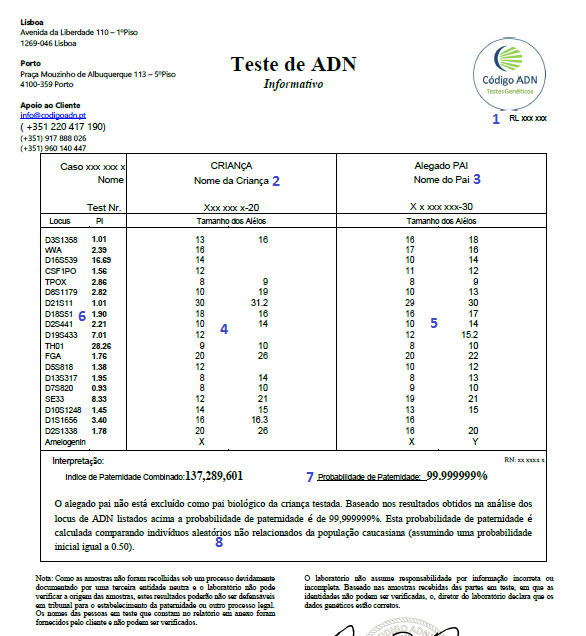 Lisboa
Avenida da Liberdade 110 – 1ºPiso
1269-046 Lisboa
Porto
Praça Mouzinho de Albuquerque 113 – 5ºPiso
4100-359 Porto
Apoio ao Cliente
info@codigoadn.pt
( +351 220 417 190)
(+351) 917 888 026
(+351) 960 140 447
Teste de ADN
Informativo
Código ADN
TestesGenéticos
1 RL xxx xxx
Caso xxx xxx x CRIANçA Alegado PAI
Nome Nome da Criança 2 Nome do Pai 3
Test Nr. Xxx xxx x-20 X x xxx xxx-30
Locus PI Tamanho dos Alélos Tamanho dos Alélos
D3S1358 1.01 13 16 16 18
vWA 2.39 16 17 16
D16S539 16.69 14 10 14
CSF1PO 1.56 12 11 12
TPOX 2.86 8 9 8 9
D8S1179 2.82 10 19 10 13
D21S11 1.01 30 31.2 29 30
D18S51 6 1.90 18 16 16 17
D2S441 2.21 10 4 14 10 5 14
D19S433 7.01 12 12 15.2
TH01 28.26 9 10 8 10
FGA 1.76 20 26 20 22
D5S818 1.38 12 10 12
D13S317 1.95 8 14 8 13
D7S820 0.93 8 10 9 10
SE33 8.33 12 21 19 21
D10S1248 1.45 14 15 13 15
D1S1656 3.40 16 16.3 16
D2S1338 1.78 20 26 16 20
Amelogenin X X Y
Interpretação: RN: xx xxxx x
Indice de Paternidade Combinado:137,289,601 7 Probabilidade de Paternidade: 99.999999%
O alegado pai não está excluído como pai biológico da criança testada. Baseado nos resultados obtidos na análise dos
locus de ADN listados acima a probabilidade de paternidade é de 99,999999%. Esta probabilidade de paternidade é
calculada comparando indivíduos aleatórios não relacionados da população caucasiana (assumindo uma probabilidade
inicial igual a 0.50). 8
Nota: Como as amostras não foram recolhidas sob um processo devidamente
documentado por uma terceira entidade neutra e o laboratório não pode
verificar a origem das amostras, estes resultados poderão não ser defensáveis
em tribunal para o estabelecimento da paternidade ou outro processo legal.
Os nomes das pessoas em teste que constam no relatório em anexo foram
fornecidos pelo cliente e não podem ser verificados.
O laboratório não assume responsabilidade por informação incorreta ou
incompleta. Baseado nas amostras recebidas das partes em teste, em que as
identidades não podem ser verificadas, o, diretor do laboratório declara que os
dados genéticos estão corretos.